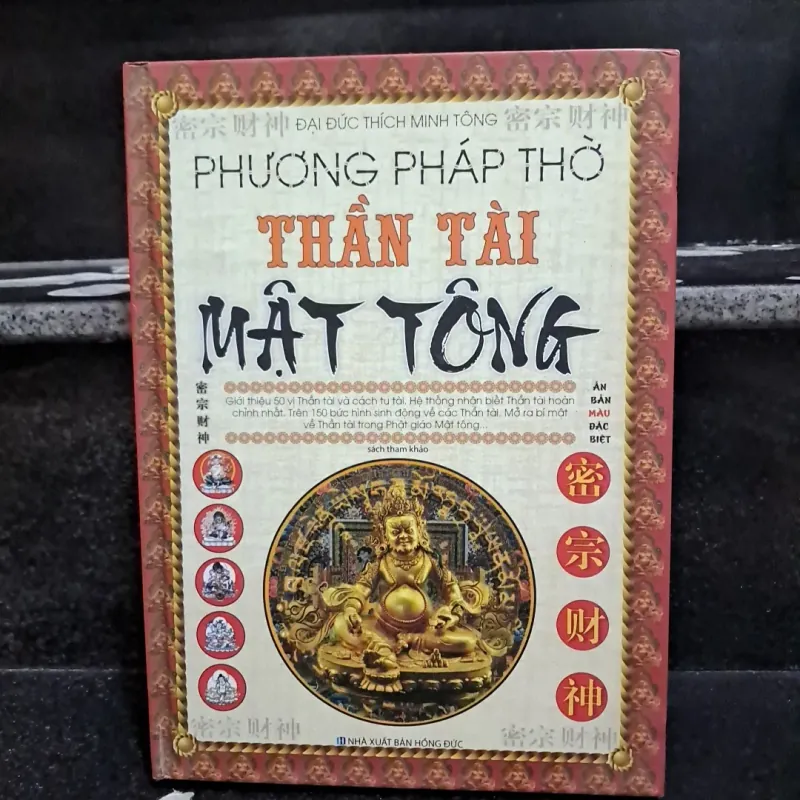 密宗财神
ĐẠI ĐỨC THÍCH MINH TÔNG
密宗财神
PHƯƠNG PHÁP THỜ
THẦN TÀI
MẬT TÔNG
密宗财神
Giới thiệu 50 vị Thần tài và cách tu tài. Hệ thống nhận biết Thần tài hoàn
chỉnh nhất. Trên 150 bức hình sinh động về các Thần tài. Mở ra bí mật
về Thần tài trong Phật giáo Mật tông...
ẤN
BẢN
MÀU
ĐẶC
BIỆT
sách tham khảo
密
宗
财
神
密宗财神
密宗财神
NHÀ XUẤT BẢN HỒNG ĐỨC